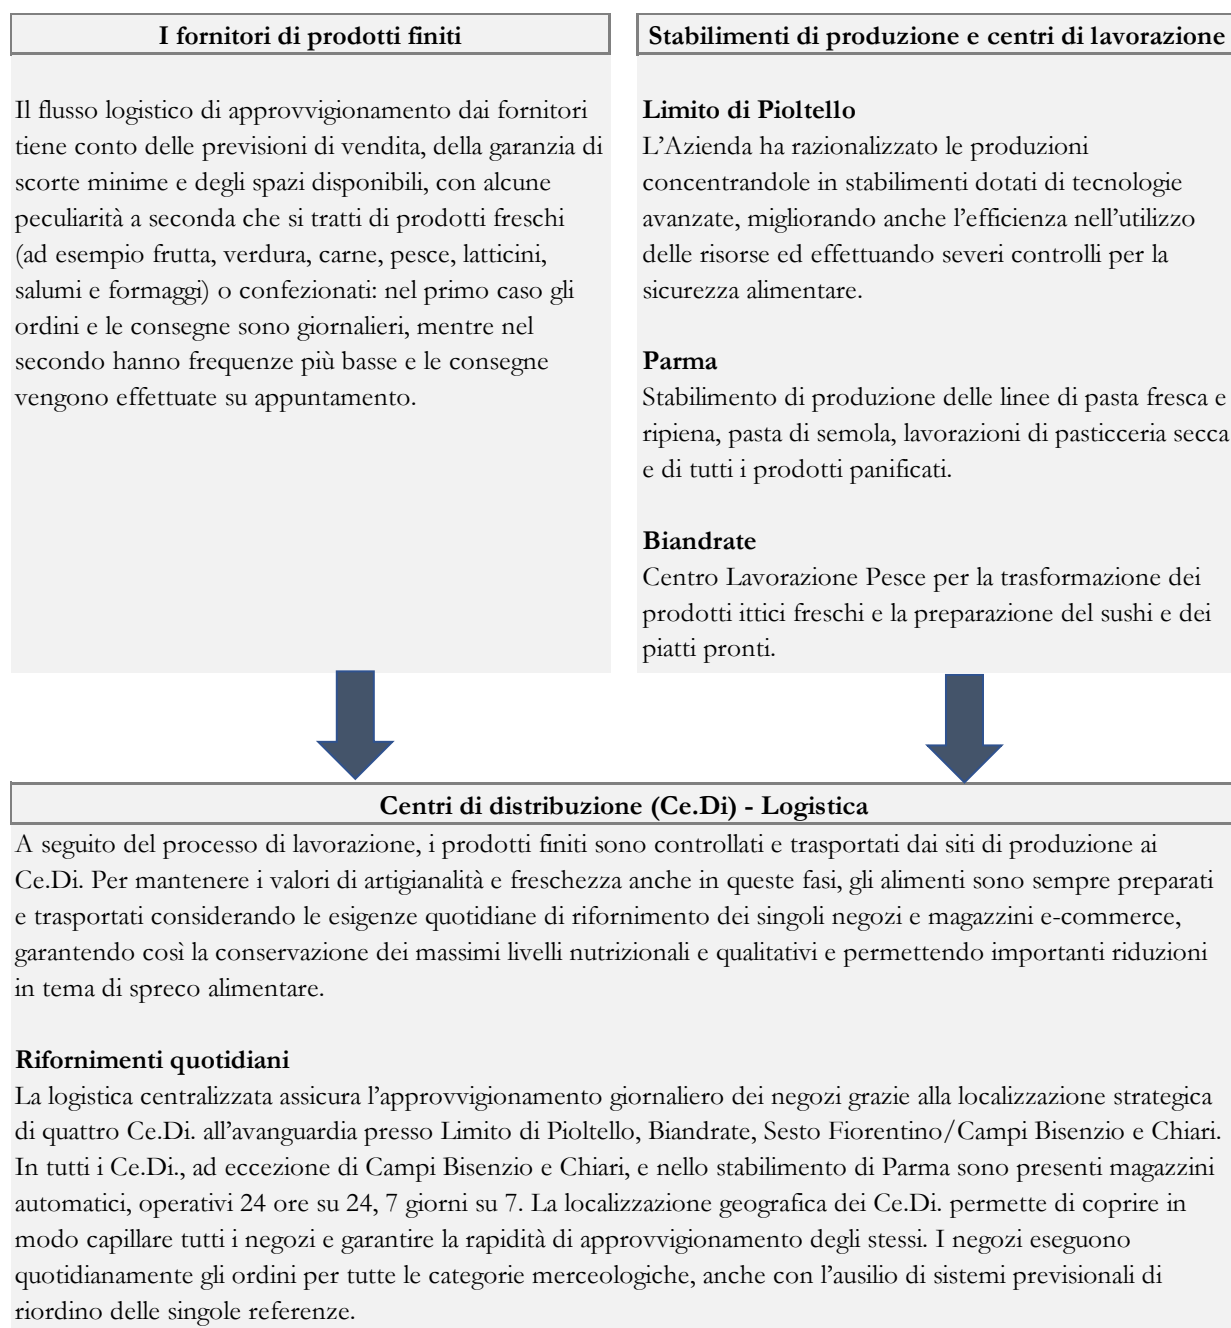 I fornitori di prodotti finiti
Il flusso logistico di approvvigionamento dai fornitori
tiene conto delle previsioni di vendita, della garanzia di
scorte minime e degli spazi disponibili, con alcune
peculiarità a seconda che si tratti di prodotti freschi
(ad esempio frutta, verdura, carne, pesce, latticini,
salumi e formaggi) o confezionati: nel primo caso gli
ordini e le consegne sono giornalieri, mentre nel
secondo hanno frequenze più basse e le consegne
vengono effettuate su appuntamento.
Stabilimenti di produzione e centri di lavorazione
Limito di Pioltello
L’Azienda ha razionalizzato le produzioni
concentrandole in stabilimenti dotati di tecnologie
avanzate, migliorando anche l’efficienza nell’utilizzo
delle risorse ed effettuando severi controlli per la
sicurezza alimentare.
Parma
Stabilimento di produzione delle linee di pasta fresca e
ripiena, pasta di semola, lavorazioni di pasticceria secca
e di tutti i prodotti panificati.
Biandrate
Centro Lavorazione Pesce per la trasformazione dei
prodotti ittici freschi e la preparazione del sushi e dei
piatti pronti.
Centri di distribuzione (Ce.Di) - Logistica
A seguito del processo di lavorazione, i prodotti finiti sono controllati e trasportati dai siti di produzione ai
Ce.Di. Per mantenere i valori di artigianalità e freschezza anche in queste fasi, gli alimenti sono sempre preparati
e trasportati considerando le esigenze quotidiane di rifornimento dei singoli negozi e magazzini e-commerce,
garantendo così la conservazione dei massimi livelli nutrizionali e qualitativi e permettendo importanti riduzioni
in tema di spreco alimentare.
Rifornimenti quotidiani
La logistica centralizzata assicura l’approvvigionamento giornaliero dei negozi grazie alla localizzazione strategica
di quattro Ce.Di. all’avanguardia presso Limito di Pioltello, Biandrate, Sesto Fiorentino/Campi Bisenzio e Chiari.
In tutti i Ce.Di., ad eccezione di Campi Bisenzio e Chiari, e nello stabilimento di Parma sono presenti magazzini
automatici, operativi 24 ore su 24, 7 giorni su 7. La localizzazione geografica dei Ce.Di. permette di coprire in
modo capillare tutti i negozi e garantire la rapidità di approvvigionamento degli stessi. I negozi eseguono
quotidianamente gli ordini per tutte le categorie merceologiche, anche con l’ausilio di sistemi previsionali di
riordino delle singole referenze.